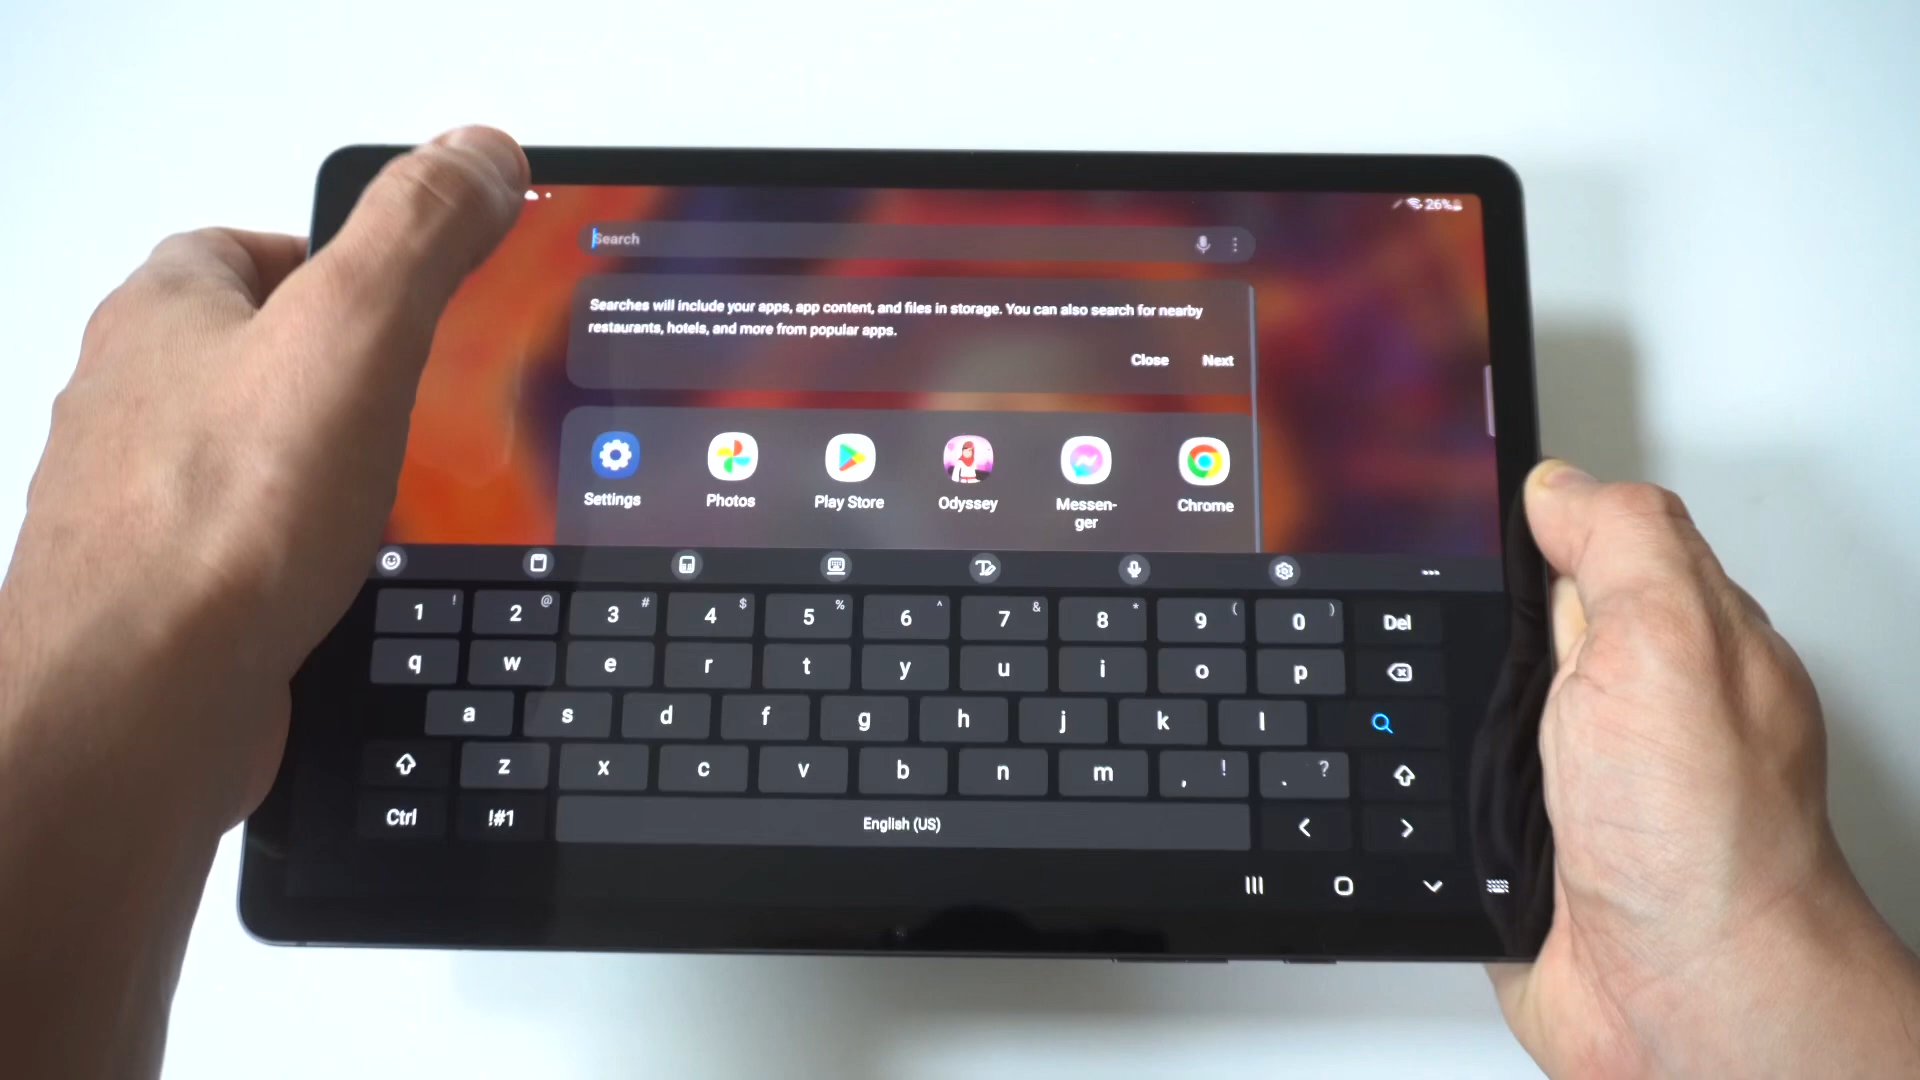 26%
Search
Searches will include your apps, app content, and files in storage. You can also search for nearby
restaurants, hotels, and more from popular apps.
Close Next
Settings Photos Play Store Odyssey Messen- Chrome
ger
1 ! 2 @ 3 # 4 $ 5 % 6 ^ 7 & 8 * 9 ( 0 ) Del
q w e r t y u i o p
a s d f g h j k l
z x c v b n m , ! . ?
Ctrl !#1 English (US) < >